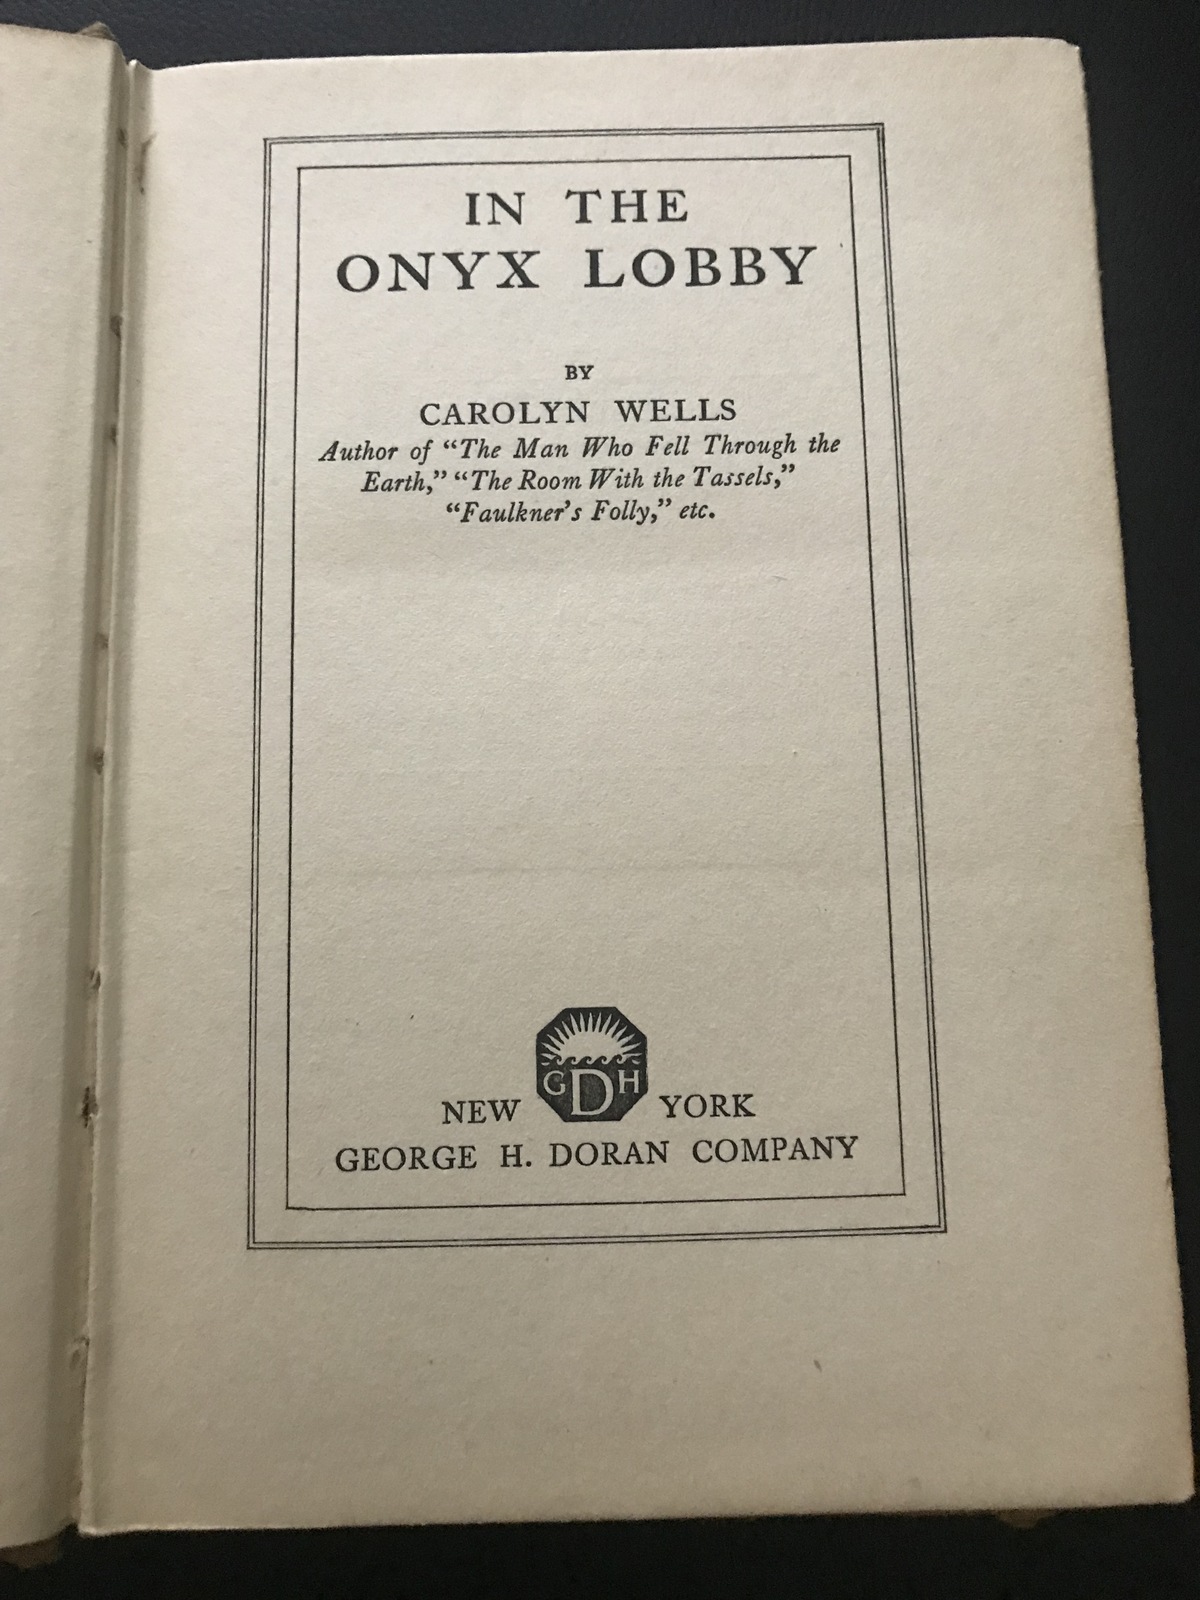 IN THE
ONYX LOBBY
BY
CAROLYN WELLS
Author of “The Man Who Fell Through the
Earth,” “The Room With the Tassels,”
“Faulkner’s Folly,” etc.
GDH
NEW YORK
GEORGE H. DORAN COMPANY